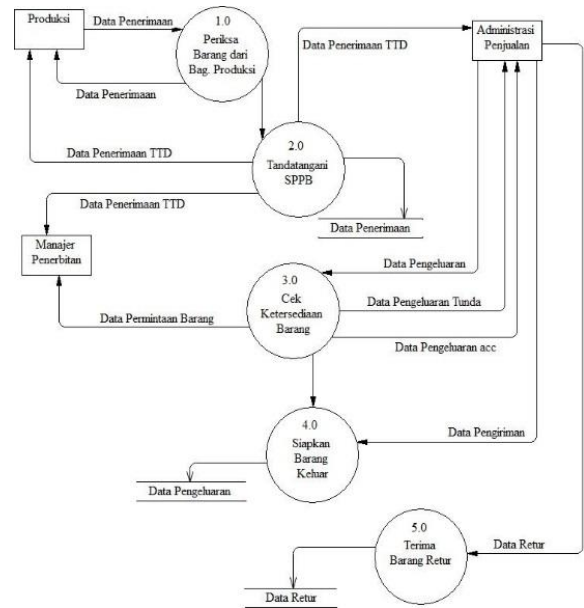 Produksi
Data Penerimaan
1.0
Periksa
Barang dari
Bag. Produksi
Data Penerimaan
Data Penerimaan TTD
Administrasi
Penjualan
Data Penerimaan TTD
2.0
Tandatangani
SPPB
Data Penerimaan TTD
Data Penerimaan
Manajer
Penerbitan
Data Pengeluaran
3.0
Cek
Ketersediaan
Barang
Data Pengeluaran Tunda
Data Permintaan Barang
Data Pengeluaran acc
4.0
Siapkan
Barang
Keluar
Data Pengiriman
Data Pengeluaran
5.0
Terima
Barang Retur
Data Retur
Data Retur